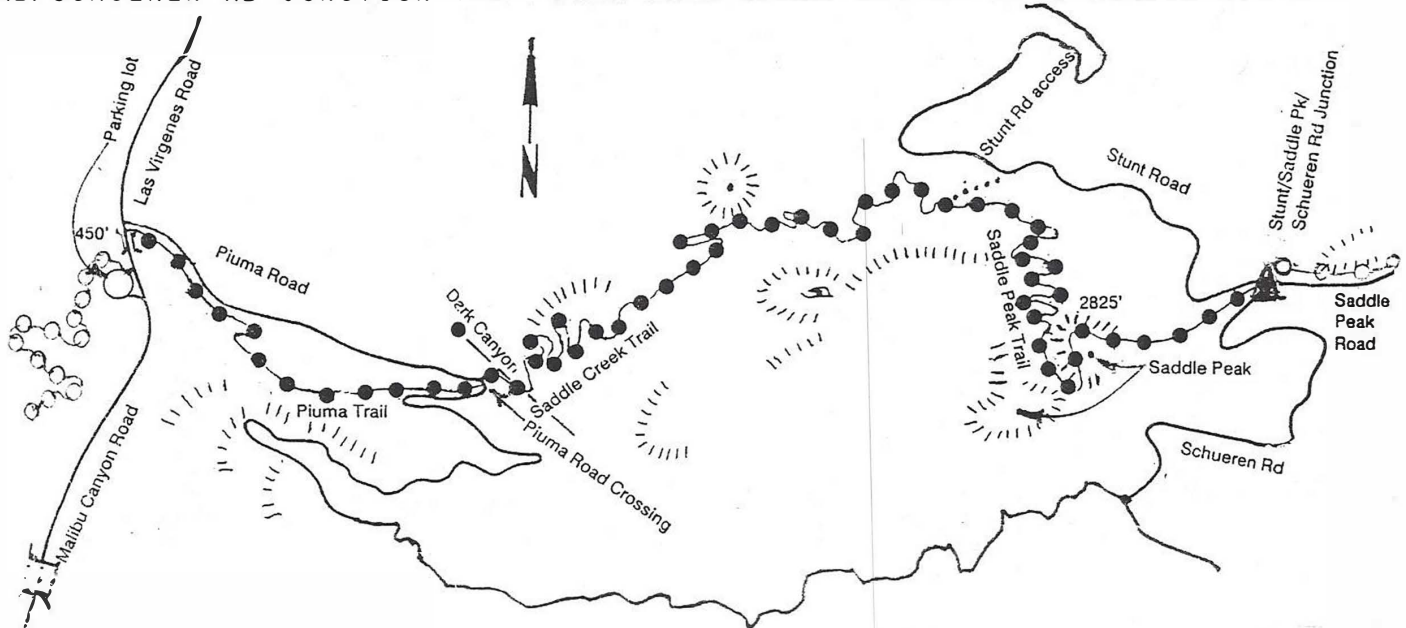 Parking lot
Las Virgenes Road
450'
Piuma Road
N
Stunt Rd access
Stunt Road
Stunt/Saddle Pk/
Schueren Rd Junction
Saddle
Peak
Road
Dark Canyon
Saddle Creek Trail
Saddle Peak Trail
2825'
Saddle Peak
Piuma Trail
Piuma Road Crossing
Schueren Rd
Malibu Canyon Road